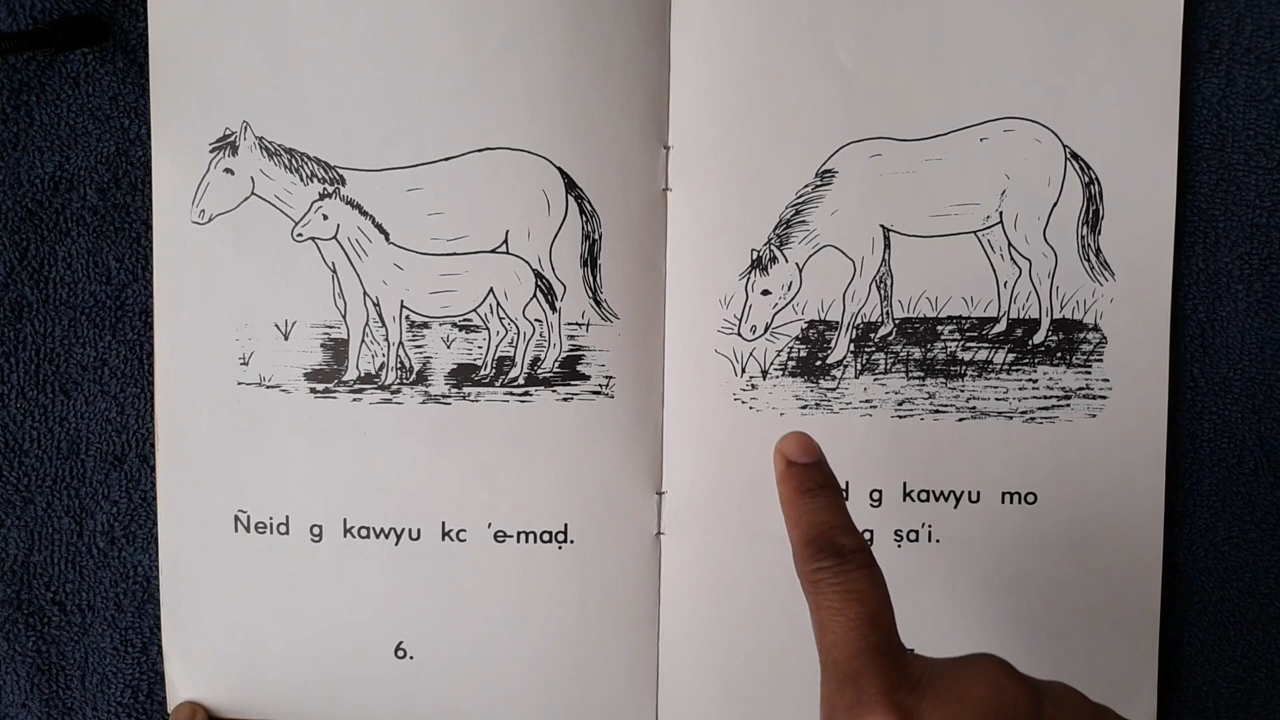 Ñeid g kawyu kc 'e-maḍ.
6.
g kawyu mo
g ṣa'i.